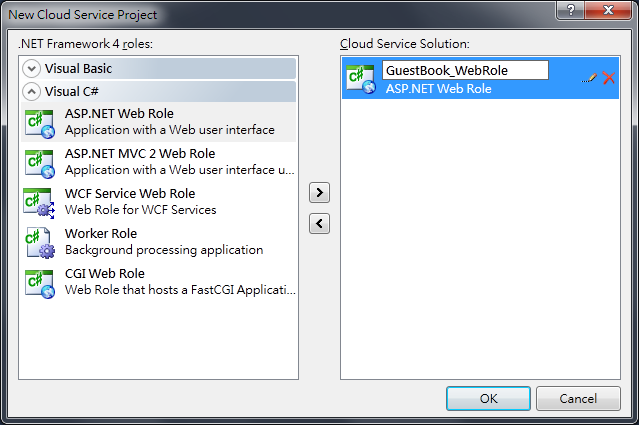 New Cloud Service Project
.NET Framework 4 roles:
Visual Basic
Visual C#
ASP.NET Web Role
Application with a Web user interface
ASP.NET MVC 2 Web Role
Application with a Web user interface u...
WCF Service Web Role
Web Role for WCF Services
Worker Role
Background processing application
CGI Web Role
Web Role that hosts a FastCGI Applicati...
Cloud Service Solution:
GuestBook_WebRole
ASP.NET Web Role
OK
Cancel